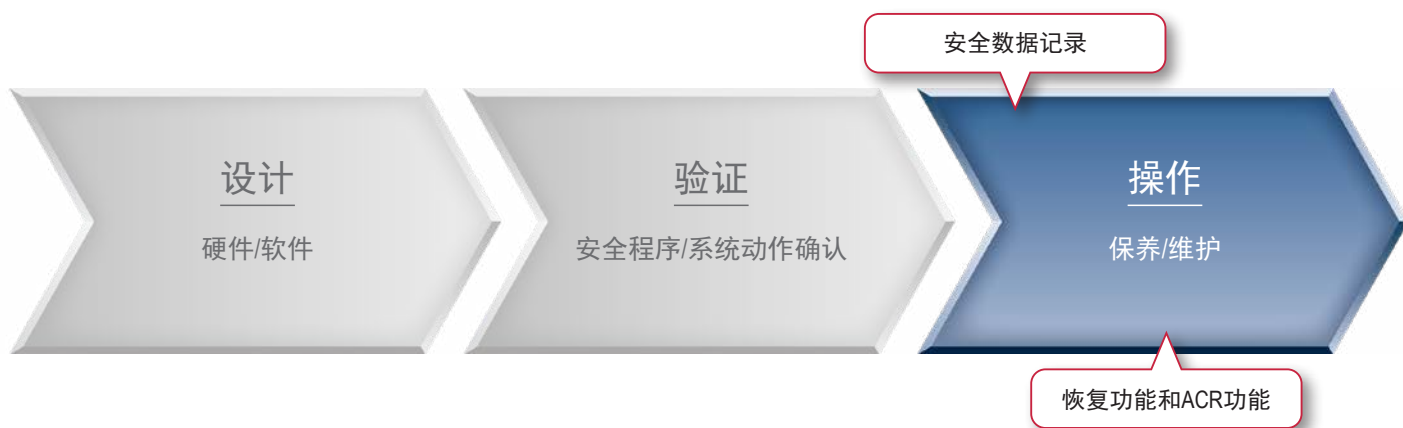 安全数据记录
设计
硬件/软件
验证
安全程序/系统动作确认
操作
保养/维护
恢复功能和ACR功能